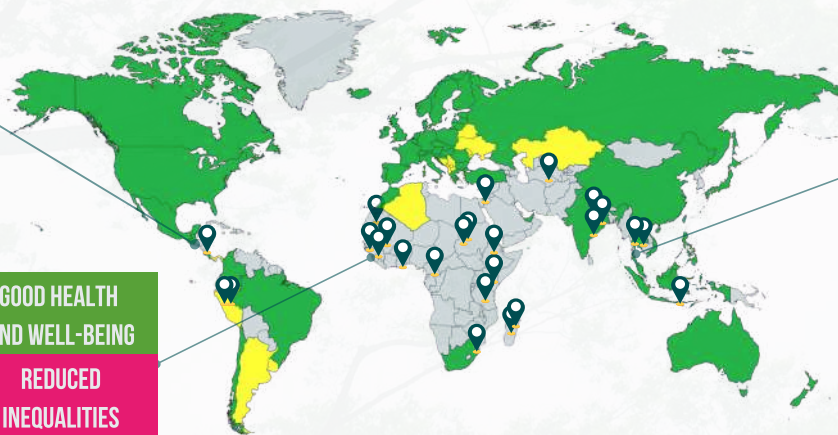 GOOD HEALTH
ND WELL-BEING
REDUCED
INEQUALITIES